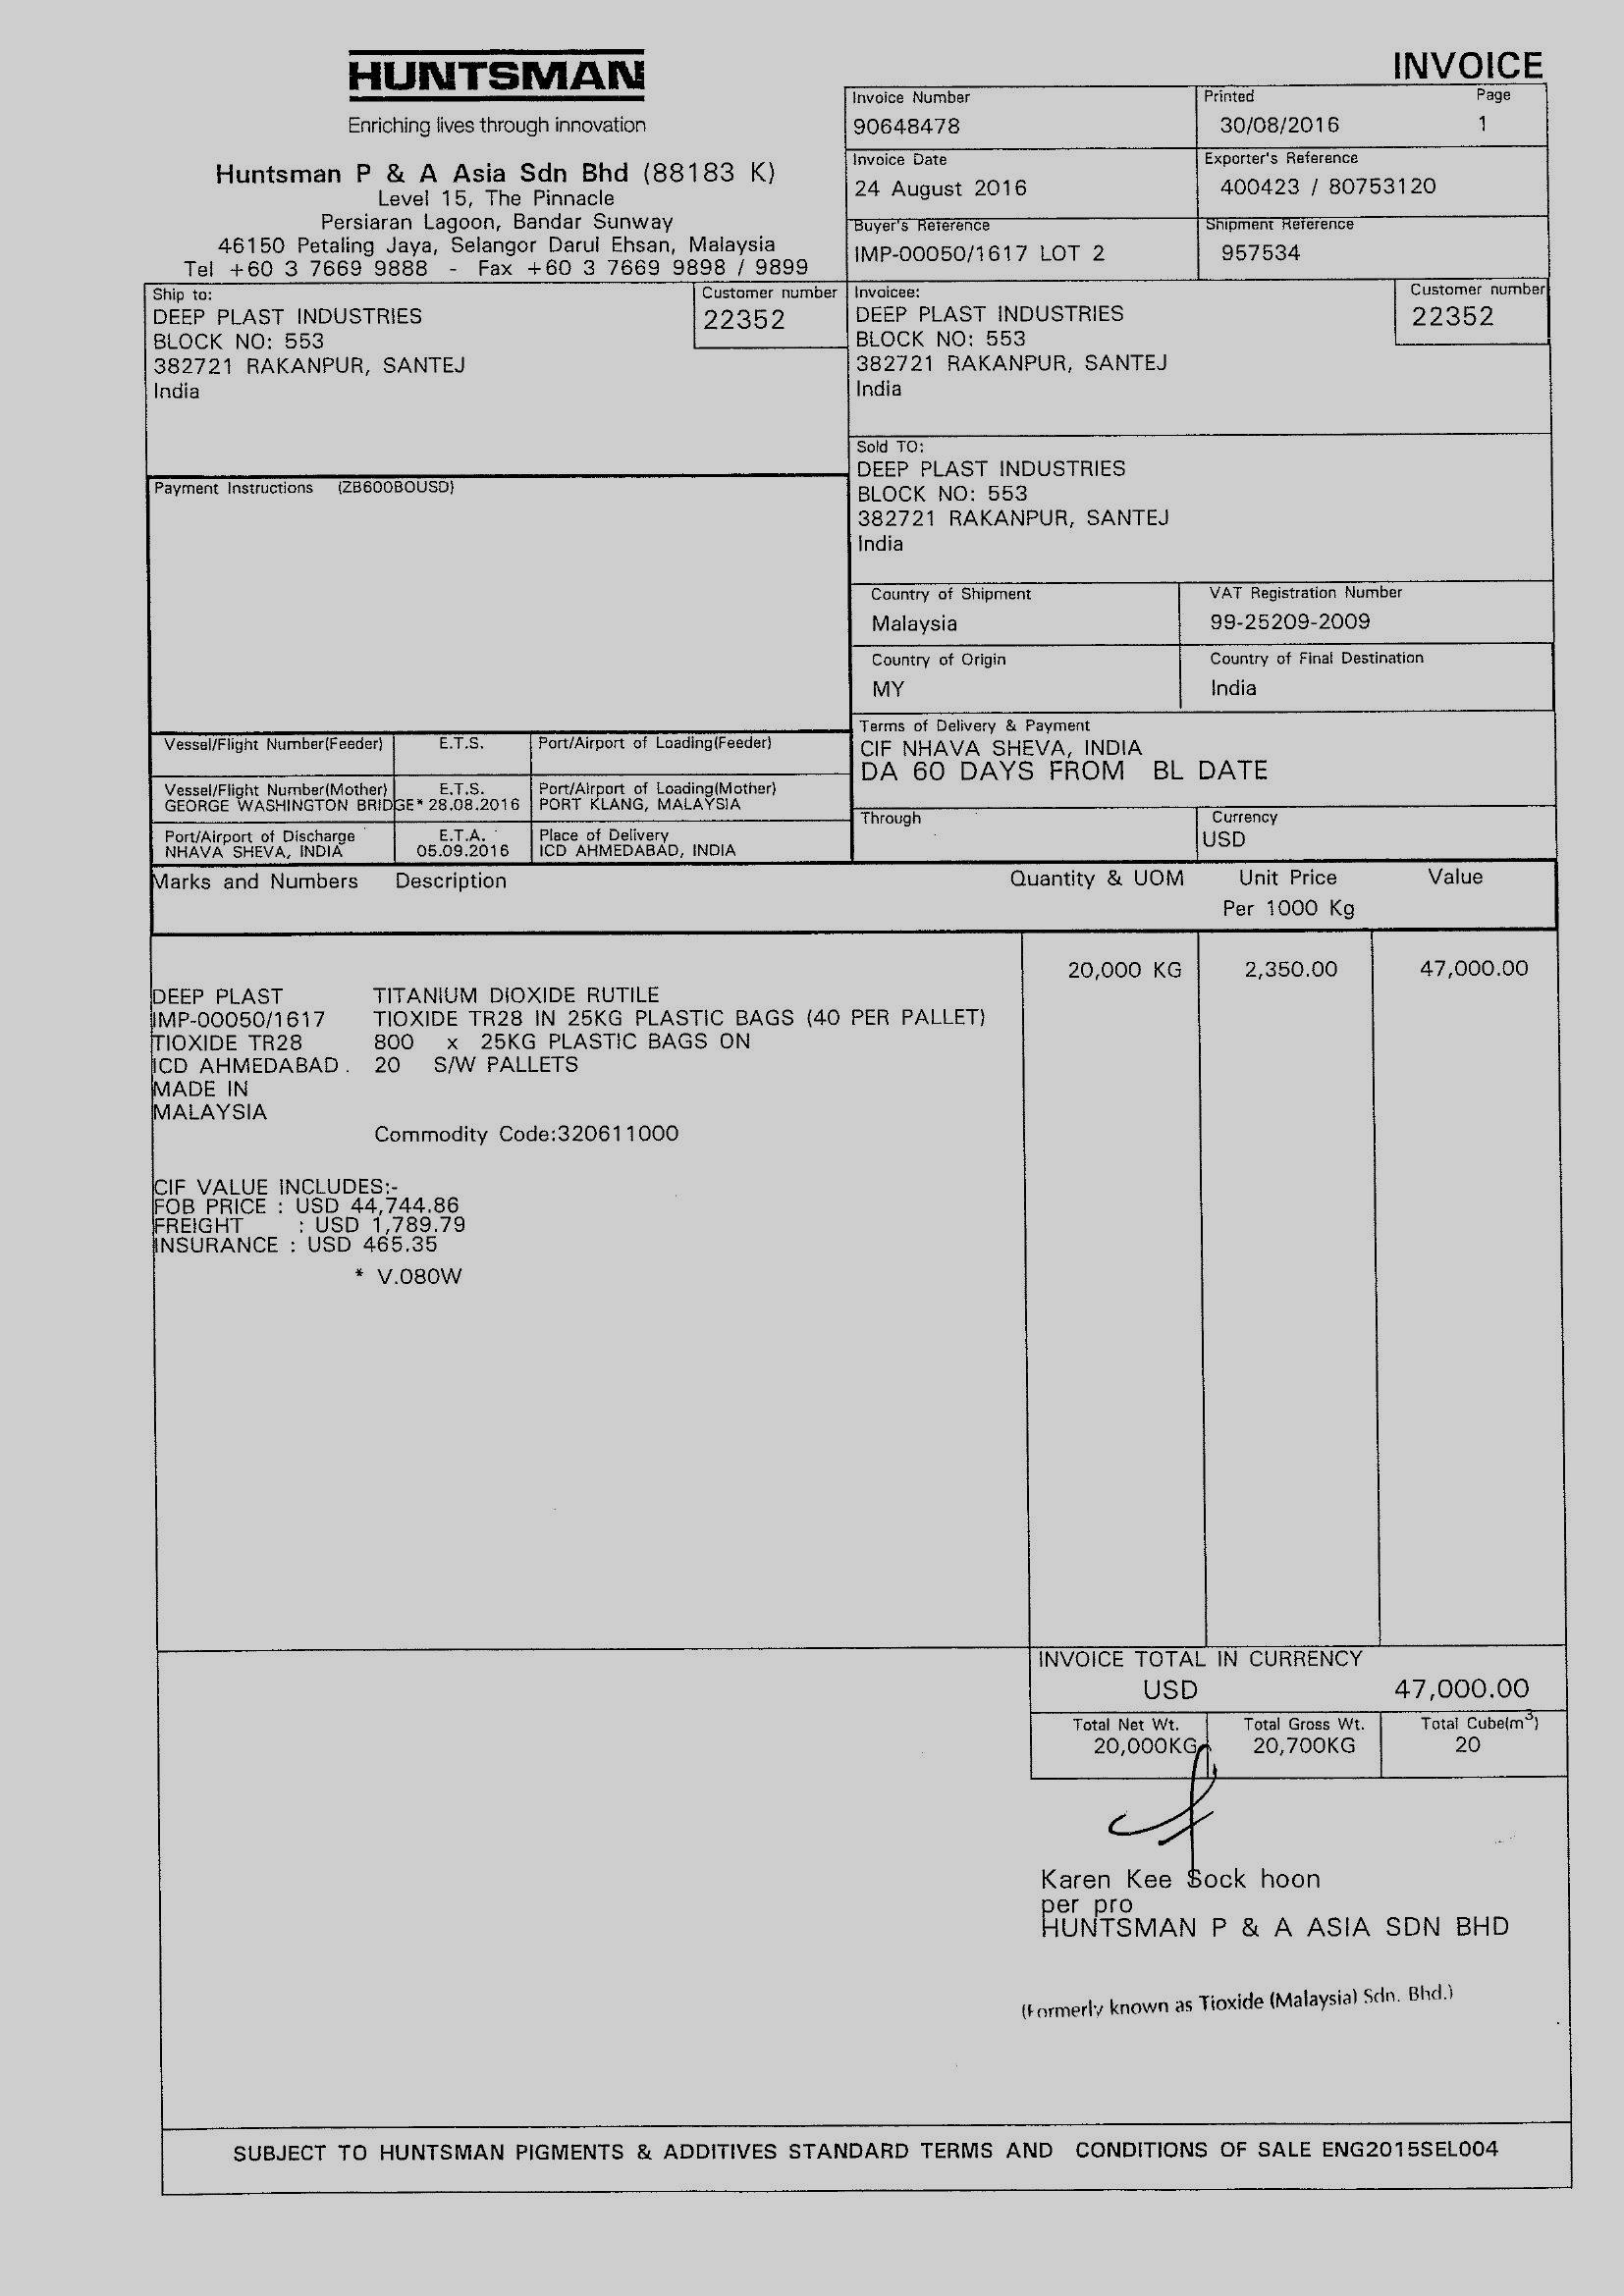 HUNTSMAN
Enriching lives through innovation
Huntsman P & A Asia Sdn Bhd (88183 K)
Level 15, The Pinnacle
Persiaran Lagoon, Bandar Sunway
46150 Petaling Jaya, Selangor Darul Ehsan, Malaysia
Tel +60 3 7669 9888 - Fax +60 3 7669 9898 / 9899
INVOICE
Invoice Number
90648478
Printed
30/08/2016
Page
1
Invoice Date
24 August 2016
Exporter's Reference
400423 / 80753120
Buyer's Reference
IMP-00050/1617 LOT 2
Shipment Reference
957534
Ship to:
DEEP PLAST INDUSTRIES
BLOCK NO: 553
382721 RAKANPUR, SANTEJ
India
Customer number
22352
Invoicee:
DEEP PLAST INDUSTRIES
BLOCK NO: 553
382721 RAKANPUR, SANTEJ
India
Customer number
22352
Sold TO:
DEEP PLAST INDUSTRIES
BLOCK NO: 553
382721 RAKANPUR, SANTEJ
India
Payment Instructions (ZB600BOUSD)
Country of Shipment
Malaysia
VAT Registration Number
99-25209-2009
Country of Origin
MY
Country of Final Destination
India
Terms of Delivery & Payment
CIF NHAVA SHEVA, INDIA
DA 60 DAYS FROM BL DATE
Through
Currency
USD
Vessel/Flight Number(Feeder)
E.T.S.
Port/Airport of Loading(Feeder)
Vessel/Flight Number(Mother)
GEORGE WASHINGTON BRIDGE*
E.T.S.
28.08.2016
Port/Airport of Loading(Mother)
PORT KLANG, MALAYSIA
Port/Airport of Discharge
NHAVA SHEVA, INDIA
E.T.A.
05.09.2016
Place of Delivery
ICD AHMEDABAD, INDIA
Marks and Numbers Description Quantity & UOM Unit Price Value
Per 1000 Kg
20,000 KG 2,350.00 47,000.00
DEEP PLAST TITANIUM DIOXIDE RUTILE
IMP-00050/1617 TIOXIDE TR28 IN 25KG PLASTIC BAGS (40 PER PALLET)
TIOXIDE TR28 800 x 25KG PLASTIC BAGS ON
ICD AHMEDABAD. 20 S/W PALLETS
MADE IN
MALAYSIA
Commodity Code:320611000
CIF VALUE INCLUDES:-
FOB PRICE : USD 44,744.86
FREIGHT : USD 1,789.79
INSURANCE : USD 465.35
* V.080W
INVOICE TOTAL IN CURRENCY
USD 47,000.00
Total Net Wt.
20,000KG
Total Gross Wt.
20,700KG
Total Cube(m³)
20
Karen Kee Sock hoon
per pro
HUNTSMAN P & A ASIA SDN BHD
(Formerly known as Tioxide (Malaysia) Sdn. Bhd.)
SUBJECT TO HUNTSMAN PIGMENTS & ADDITIVES STANDARD TERMS AND CONDITIONS OF SALE ENG2015SEL004